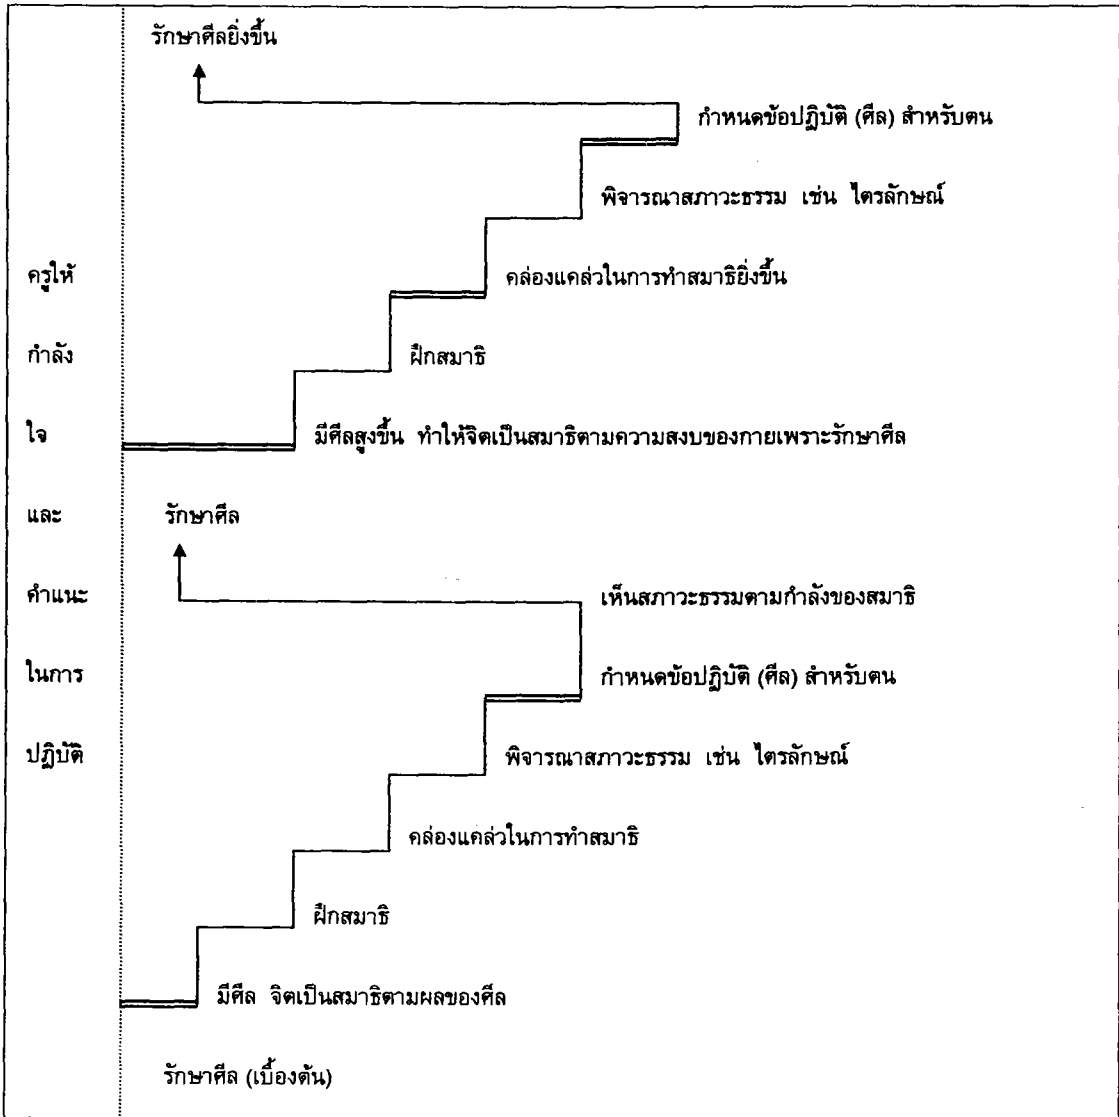 รักษาศีลยิ่งขึ้น
กำหนดข้อปฏิบัติ (ศีล) สำหรับตน
พิจารณาสภาวะธรรม เช่น ไตรลักษณ์
คล่องแคล่วในการทำสมาธิยิ่งขึ้น
ฝึกสมาธิ
มีศีลสูงขึ้น ทำให้จิตเป็นสมาธิตามความสงบของกายเพราะรักษาศีล
รักษาศีล
เห็นสภาวะธรรมตามกำลังของสมาธิ
กำหนดข้อปฏิบัติ (ศีล) สำหรับตน
พิจารณาสภาวะธรรม เช่น ไตรลักษณ์
คล่องแคล่วในการทำสมาธิ
ฝึกสมาธิ
มีศีล จิตเป็นสมาธิตามผลของศีล
รักษาศีล (เบื้องต้น)
ครูให้
กำลัง
ใจ
และ
คำแนะ
ในการ
ปฏิบัติ